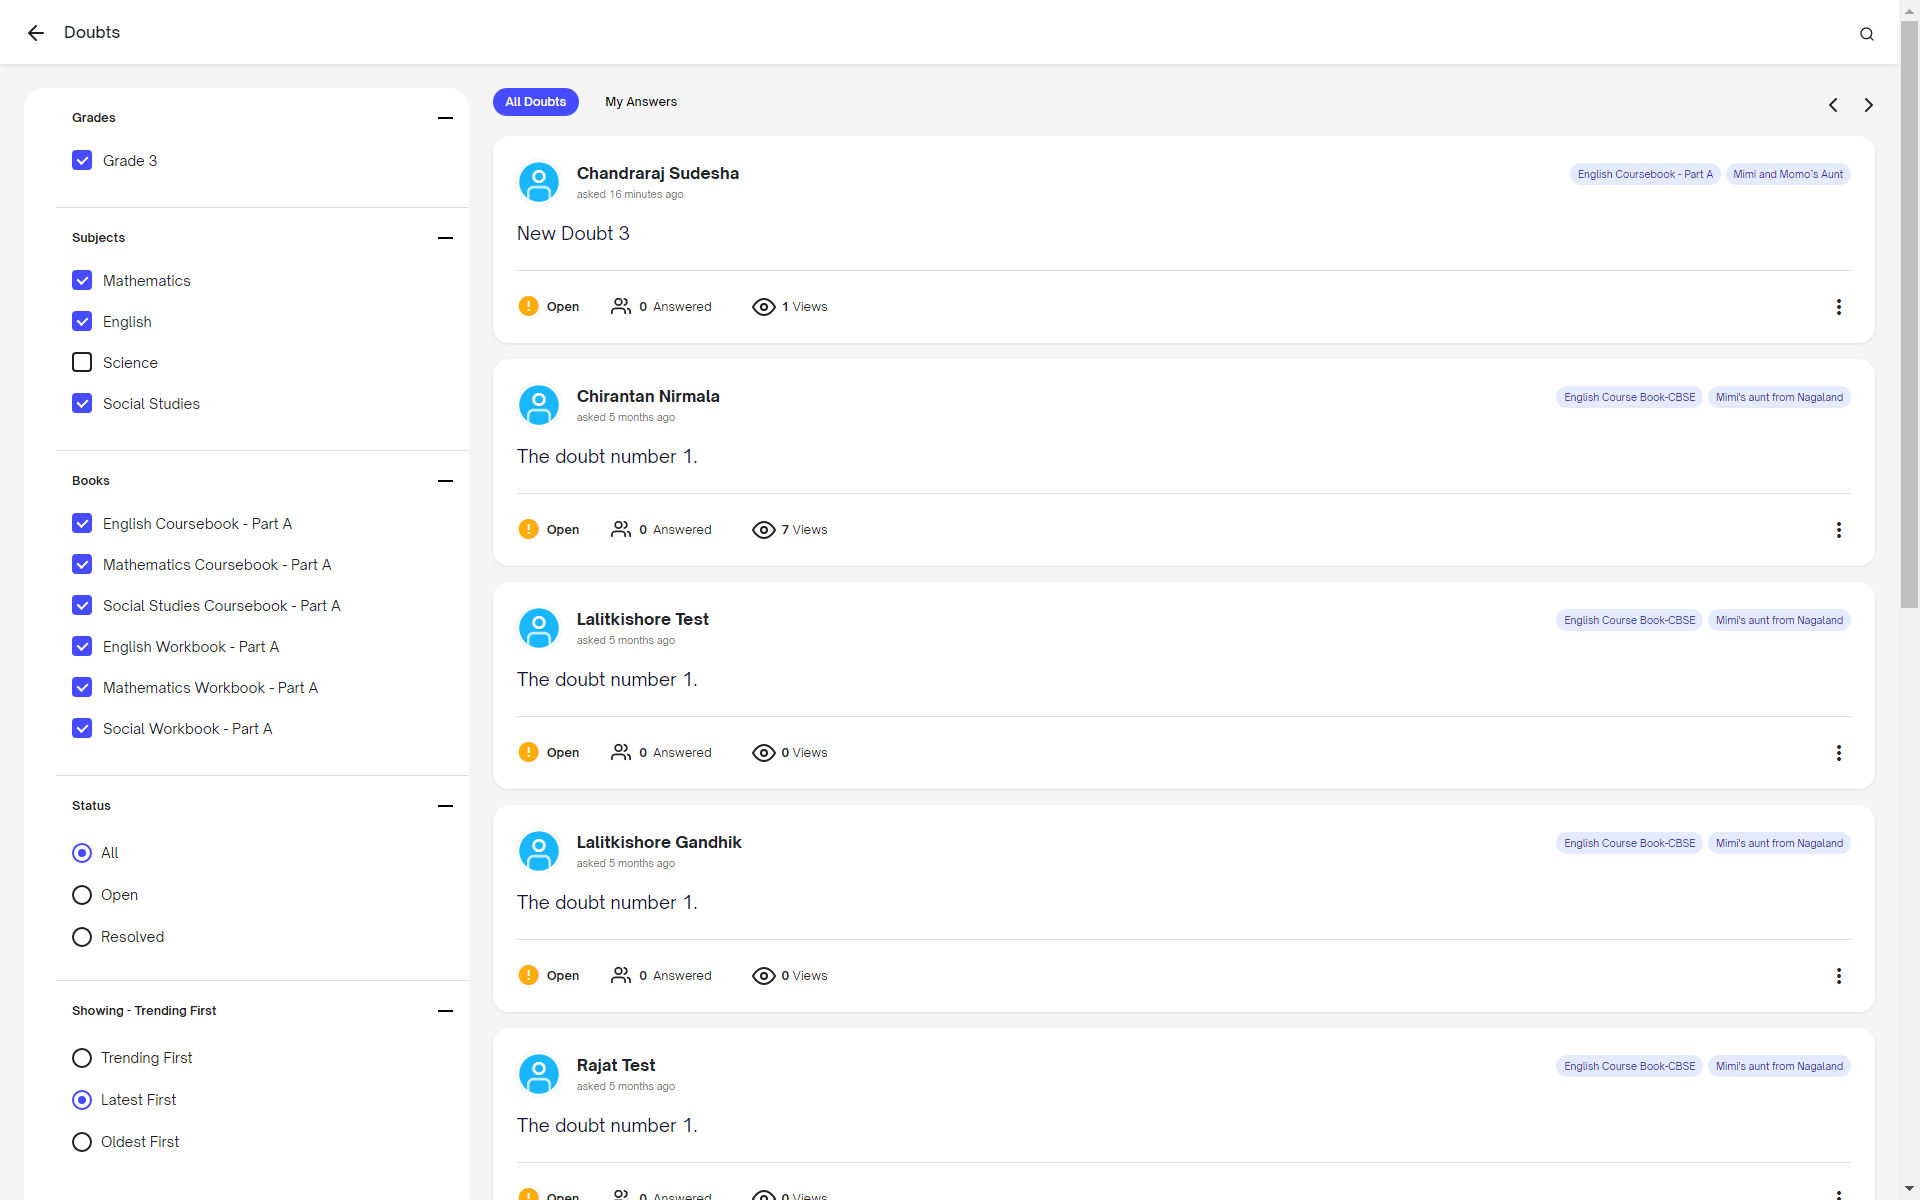 Doubts
Grades
Grade 3
Subjects
Mathematics
English
Science
Social Studies
Books
English Coursebook - Part A
Mathematics Coursebook - Part A
Social Studies Coursebook - Part A
English Workbook - Part A
Mathematics Workbook - Part A
Social Workbook - Part A
Status
All
Open
Resolved
Showing - Trending First
Trending First
Latest First
Oldest First
All Doubts My Answers
Chandraraj Sudesha English Coursebook - Part A Mimi and Momo's Aunt
asked 16 minutes ago
New Doubt 3
Open 0 Answered 1 Views
Chirantan Nirmala English Course Book-CBSE Mimi's aunt from Nagaland
asked 5 months ago
The doubt number 1.
Open 0 Answered 7 Views
Lalitkishore Test English Course Book-CBSE Mimi's aunt from Nagaland
asked 5 months ago
The doubt number 1.
Open 0 Answered 0 Views
Lalitkishore Gandhik English Course Book-CBSE Mimi's aunt from Nagaland
asked 5 months ago
The doubt number 1.
Open 0 Answered 0 Views
Rajat Test English Course Book-CBSE Mimi's aunt from Nagaland
asked 5 months ago
The doubt number 1.
Open 0 Answered 0 Views